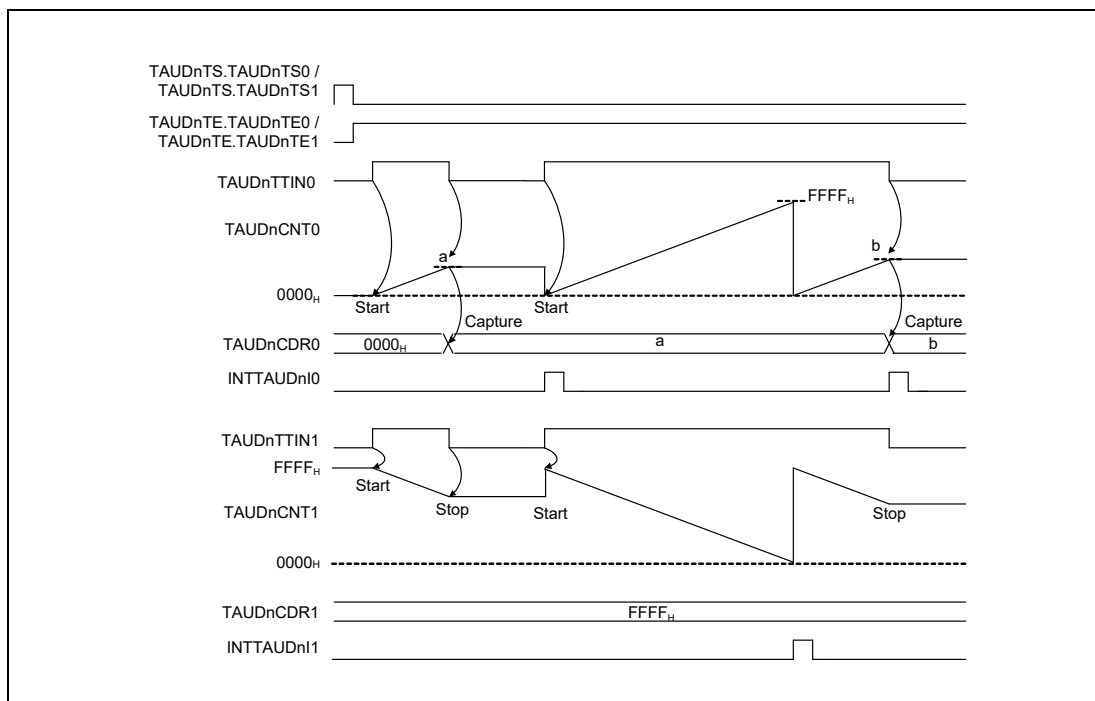 TAUDnTS.TAUDnTS0 /
TAUDnTS.TAUDnTS1
TAUDnTE.TAUDnTE0 /
TAUDnTE.TAUDnTE1
TAUDnTTIN0
FFFFH
TAUDnCNT0
a
b
0000H
Start
Start
Capture
Capture
TAUDnCDR0
0000H
a
b
INTTAUDnI0
TAUDnTTIN1
FFFFH
Start
Stop
Start
Stop
TAUDnCNT1
0000H
TAUDnCDR1
FFFFH
INTTAUDnI1